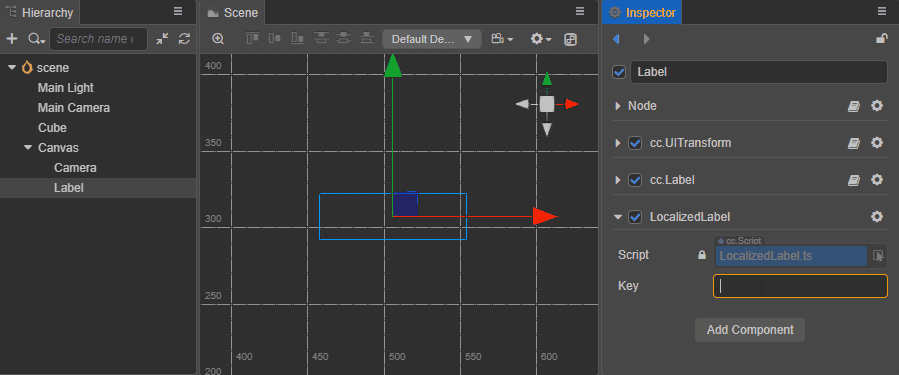 Hierarchy
Search name
scene
Main Light
Main Camera
Cube
Canvas
Camera
Label
Scene
Default De...
400
350
300
250
200
400
450
500
550
600
Inspector
Label
Node
cc.UITransform
cc.Label
LocalizedLabel
cc.Script
Script
LocalizedLabel.ts
Key
Add Component